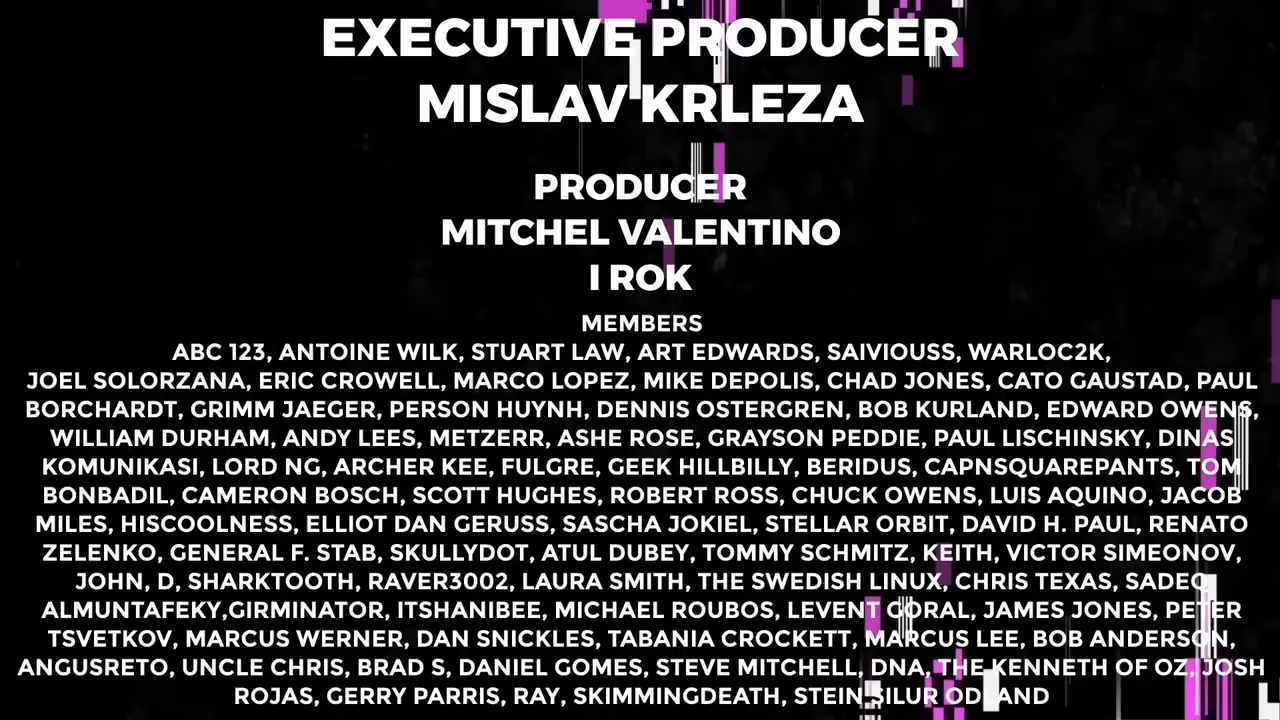 EXECUTIVE PRODUCER
MISLAV KRLEZA
PRODUCER
MITCHEL VALENTINO
I ROK
MEMBERS
ABC 123, ANTOINE WILK, STUART LAW, ART EDWARDS, SAIVIOUSS, WARLOC2K,
JOEL SOLORZANA, ERIC CROWELL, MARCO LOPEZ, MIKE DEPOLIS, CHAD JONES, CATO GAUSTAD, PAUL
BORCHARDT, GRIMM JAEGER, PERSON HUYNH, DENNIS OSTERGREN, BOB KURLAND, EDWARD OWENS,
WILLIAM DURHAM, ANDY LEES, METZERR, ASHE ROSE, GRAYSON PEDDIE, PAUL LISCHINSKY, DINAS
KOMUNIKASI, LORD NG, ARCHER KEE, FULGRE, GEEK HILLBILLY, BERIDUS, CAPNSQUAREPANTS, TOM
BONBADIL, CAMERON BOSCH, SCOTT HUGHES, ROBERT ROSS, CHUCK OWENS, LUIS AQUINO, JACOB
MILES, HISCOOLNESS, ELLIOT DAN GERUSS, SASCHA JOKIEL, STELLAR ORBIT, DAVID H. PAUL, RENATO
ZELENKO, GENERAL F. STAB, SKULLYDOT, ATUL DUBEY, TOMMY SCHMITZ, KEITH, VICTOR SIMEONOV,
JOHN, D, SHARKTOOTH, RAVER3002, LAURA SMITH, THE SWEDISH LINUX, CHRIS TEXAS, SADEQ
ALMUNTAFEKY,GIRMINATOR, ITSHANIBEE, MICHAEL ROUBOS, LEVENT GORAL, JAMES JONES, PETER
TSVETKOV, MARCUS WERNER, DAN SNICKLES, TABANIA CROCKETT, MARCUS LEE, BOB ANDERSON,
ANGUSRETO, UNCLE CHRIS, BRAD S, DANIEL GOMES, STEVE MITCHELL, DNA, THE KENNETH OF OZ, JOSH
ROJAS, GERRY PARRIS, RAY, SKIMMINGDEATH, STEIN SILUR